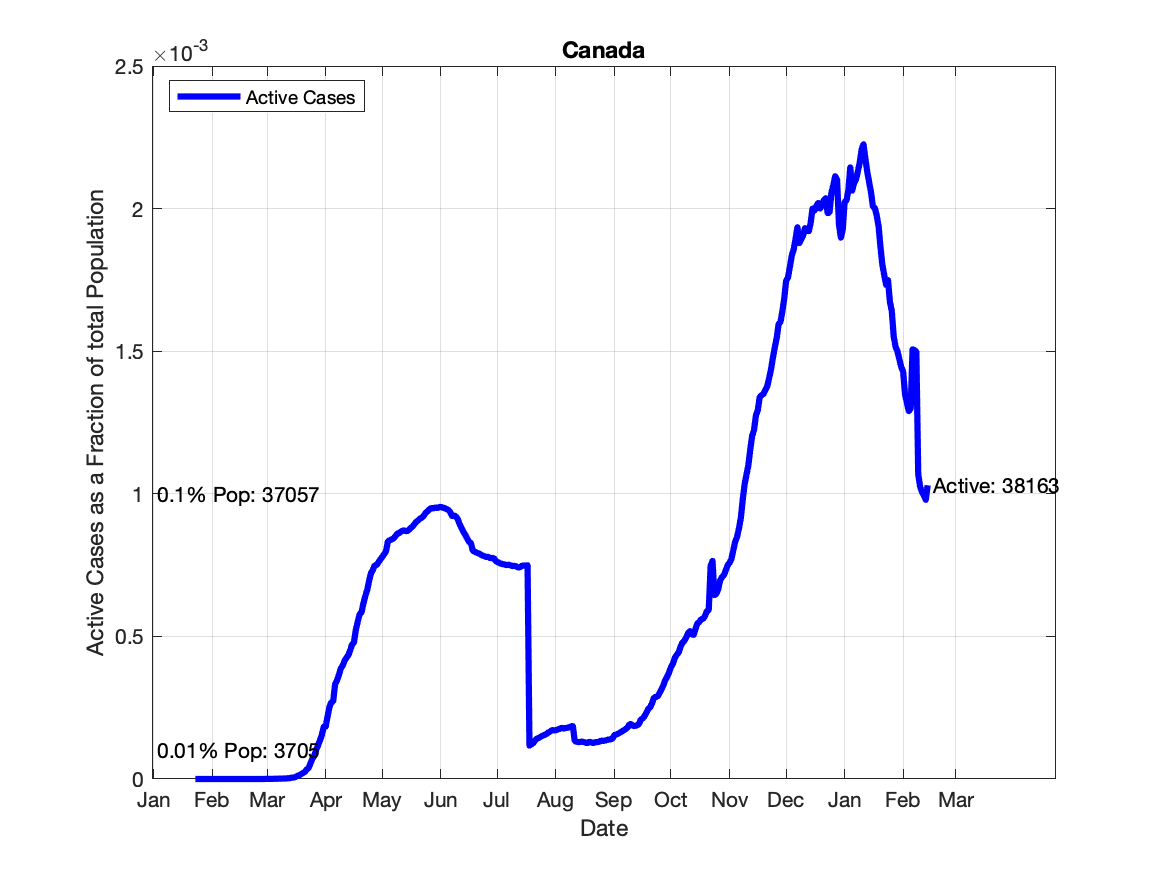 Canada
×10-3
2.5
Active Cases
2
1.5
1
0.5
0
0.1% Pop: 37057
Active: 38163
0.01% Pop: 3705
Active Cases as a Fraction of total Population
Jan Feb Mar Apr May Jun Jul Aug Sep Oct Nov Dec Jan Feb Mar
Date